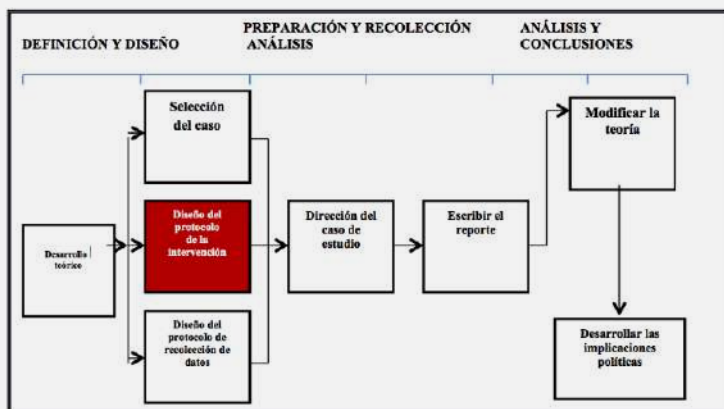 DEFINICIÓN Y DISEÑO
PREPARACIÓN Y RECOLECCIÓN
ANÁLISIS
ANÁLISIS Y
CONCLUSIONES
Desarrollo
teórico
Selección
del caso
Diseño del
protocolo
de la
intervención
Diseño del
protocolo de
recolección de
datos
Dirección del
caso de
estudio
Escribir el
reporte
Modificar la
teoría
Desarrollar las
implicaciones
políticas